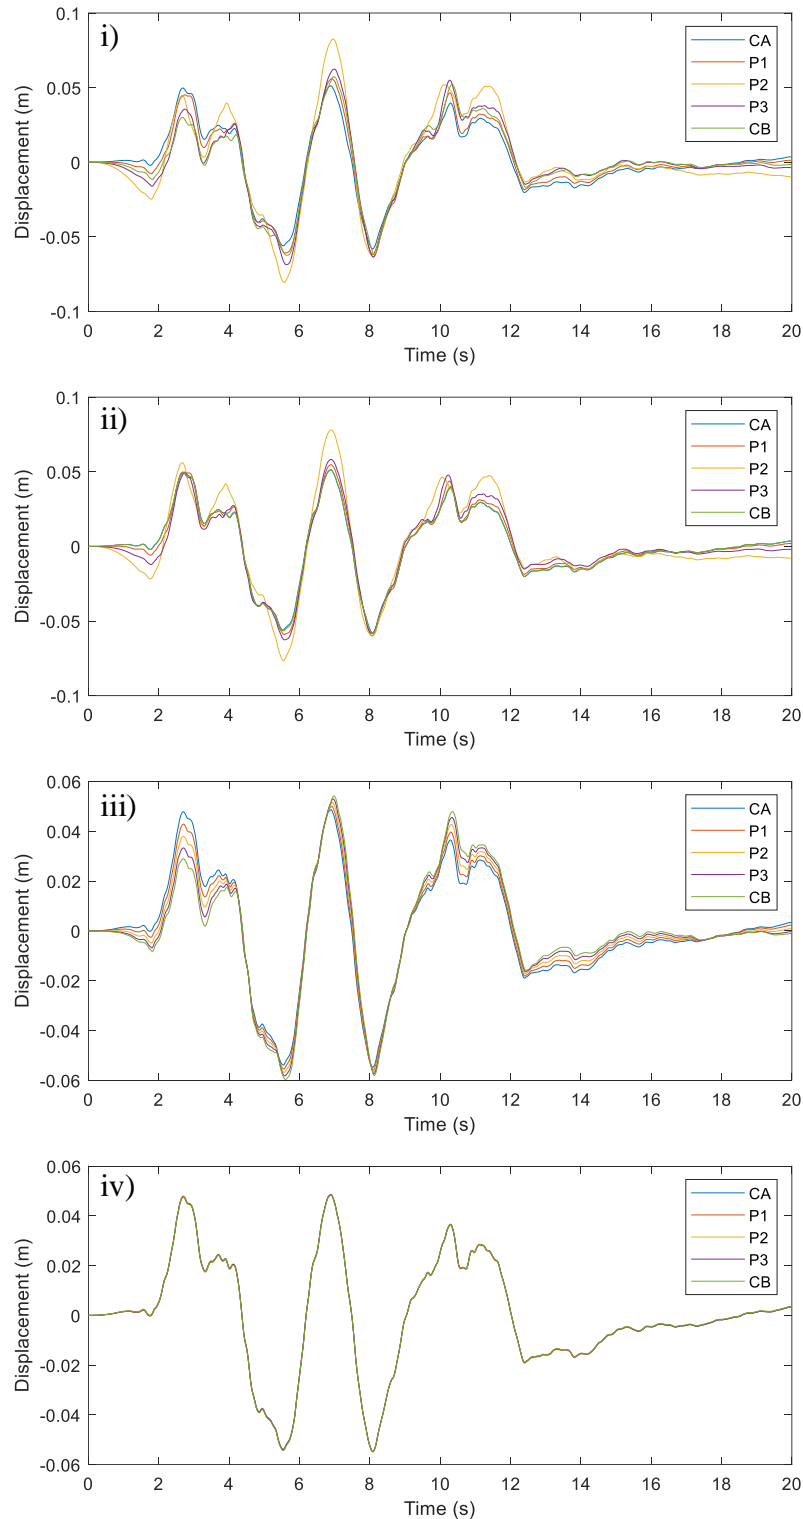 i)
0.1
0.05
0
-0.05
-0.1
Displacement (m)
CA
P1
P2
P3
CB
0 2 4 6 8 10 12 14 16 18 20
Time (s)
ii)
0.1
0.05
0
-0.05
-0.1
Displacement (m)
CA
P1
P2
P3
CB
0 2 4 6 8 10 12 14 16 18 20
Time (s)
iii)
0.06
0.04
0.02
0
-0.02
-0.04
-0.06
Displacement (m)
CA
P1
P2
P3
CB
0 2 4 6 8 10 12 14 16 18 20
Time (s)
iv)
0.06
0.04
0.02
0
-0.02
-0.04
-0.06
Displacement (m)
CA
P1
P2
P3
CB
0 2 4 6 8 10 12 14 16 18 20
Time (s)